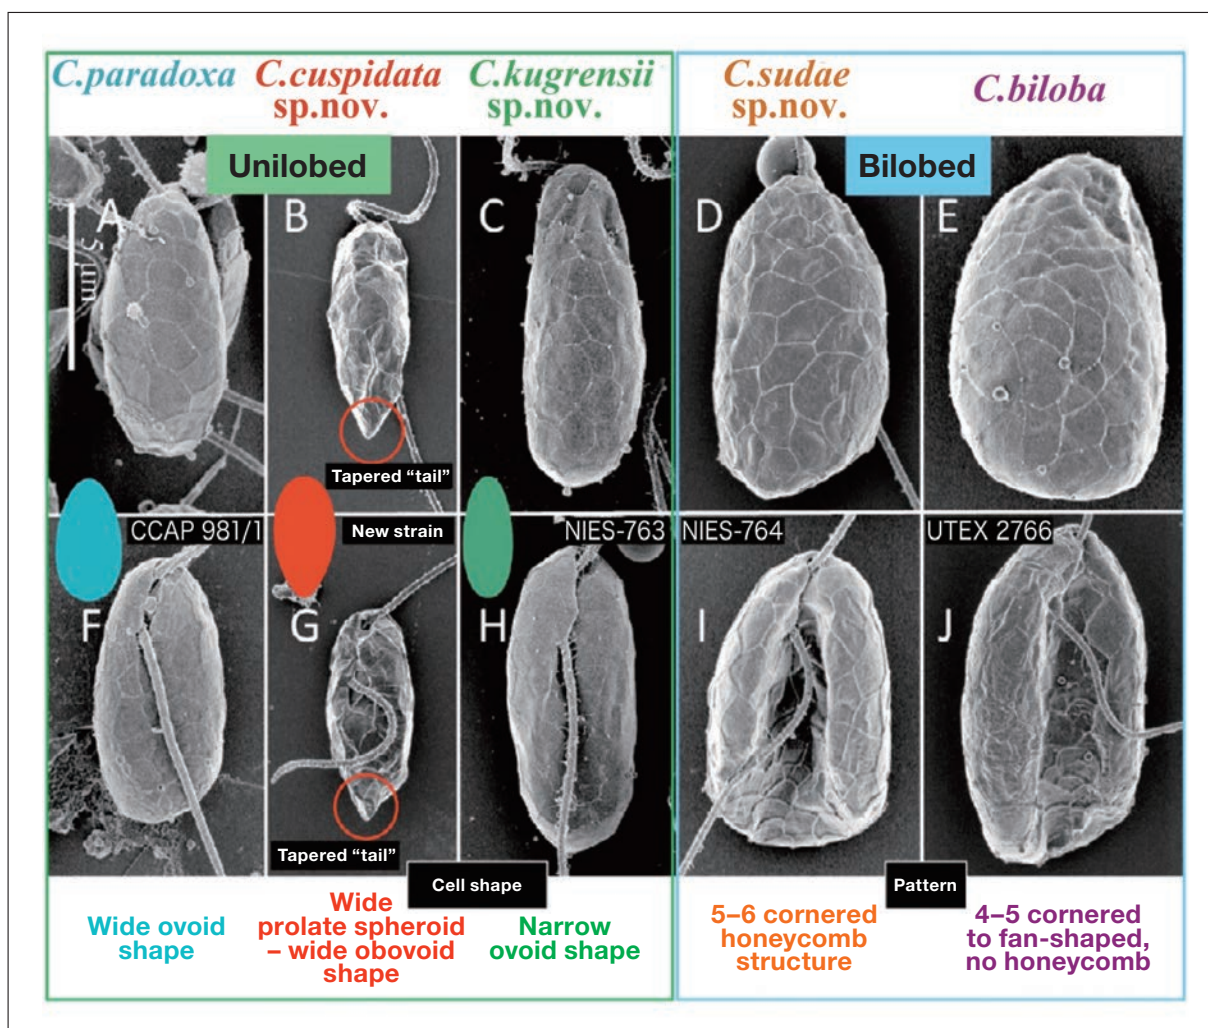 C.paradoxa
C.cuspidata
sp.nov.
C.kugrensii
sp.nov.
C.sudae
sp.nov.
C.biloba
Unilobed
Bilobed
A
5 µm
B
C
D
E
Tapered “tail”
CCAP 981/1
New strain
NIES-763
NIES-764
UTEX 2766
F
G
H
I
J
Tapered “tail”
Cell shape
Pattern
Wide ovoid
shape
Wide
prolate spheroid
– wide obovoid
shape
Narrow
ovoid shape
5–6 cornered
honeycomb
structure
4–5 cornered
to fan-shaped,
no honeycomb